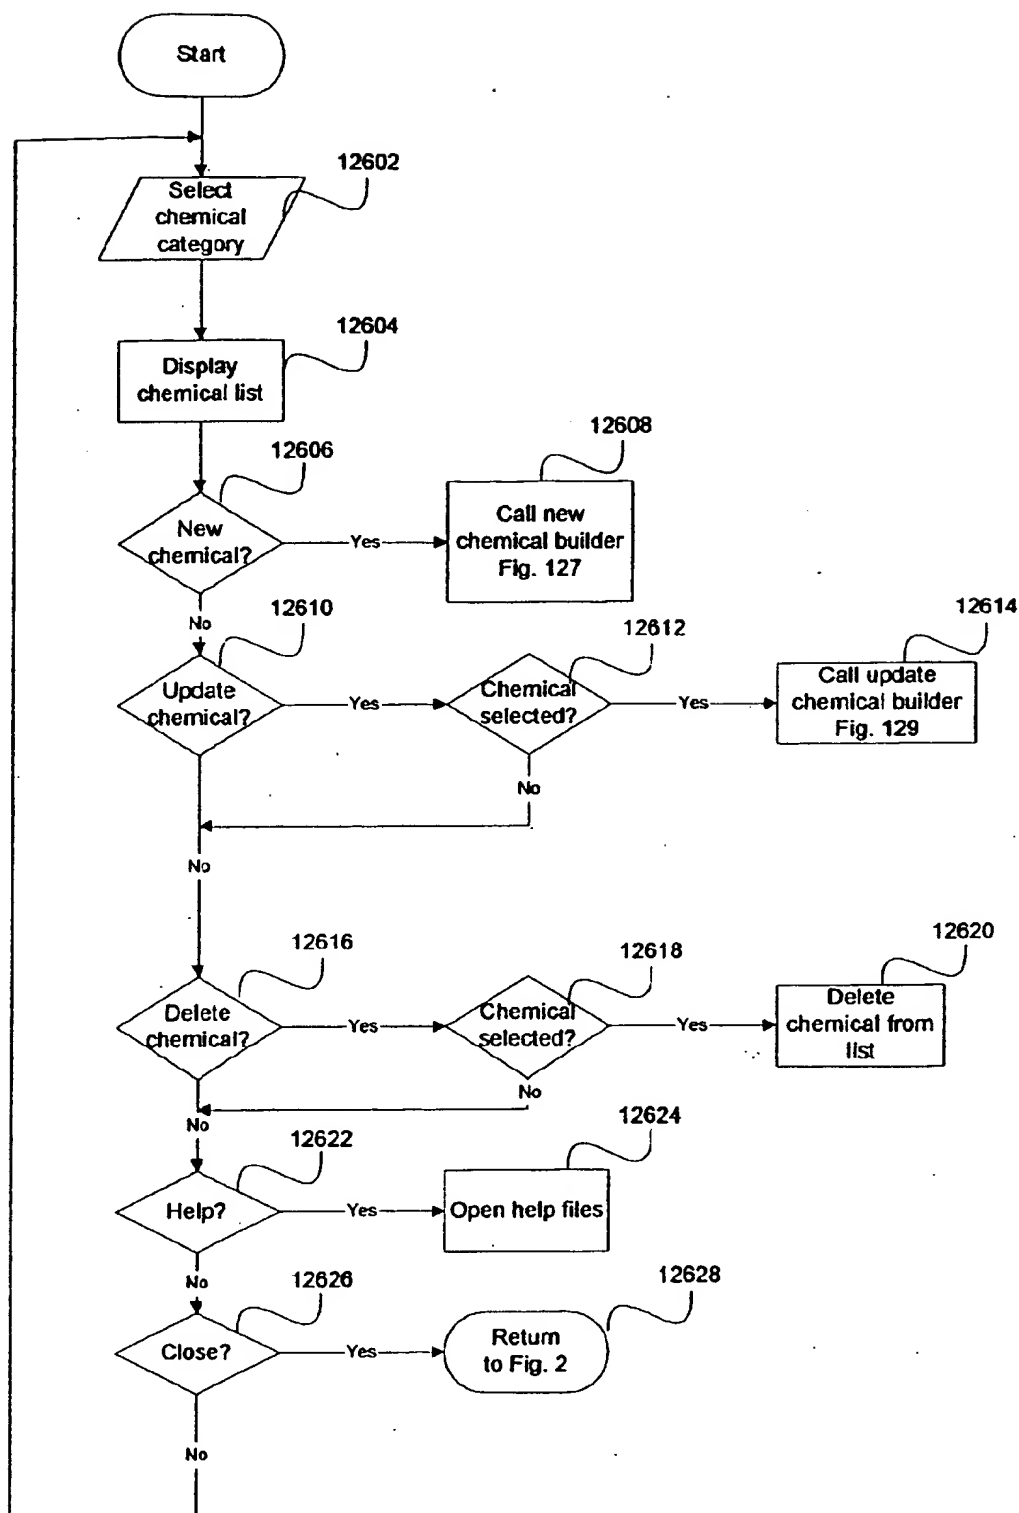 Start
12602
Select
chemical
category
12604
Display
chemical list
12606
12608
New
chemical?
Yes
Call new
chemical builder
Fig. 127
No
12610
12612
12614
Update
chemical?
Yes
Chemical
selected?
Yes
Call update
chemical builder
Fig. 129
No
No
12616
12618
12620
Delete
chemical?
Yes
Chemical
selected?
Yes
Delete
chemical from
list
No
No
12622
12624
Help?
Yes
Open help files
No
12626
12628
Close?
Yes
Return
to Fig. 2
No